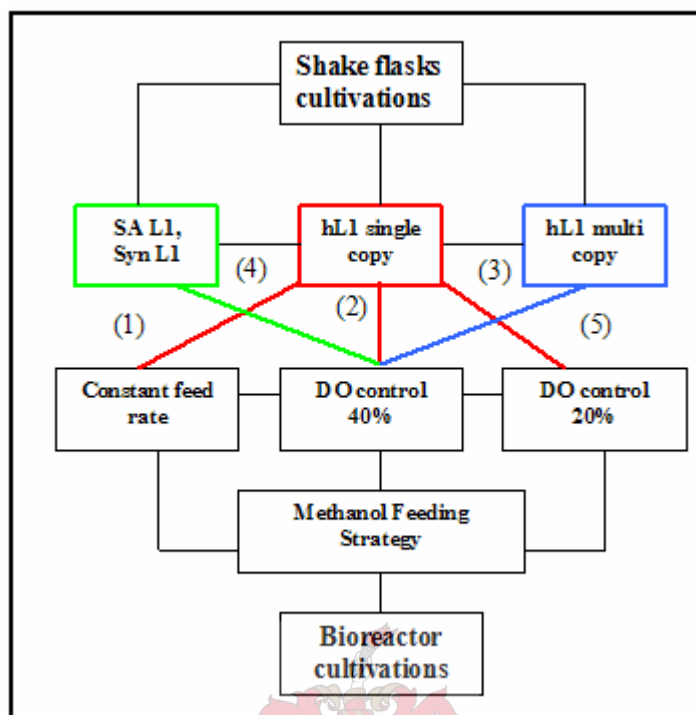 Shake flasks
cultivations
SA L1,
Syn L1
hL1 single
copy
hL1 multi
copy
(4)
(3)
(1)
(2)
(5)
Constant feed
rate
DO control
40%
DO control
20%
Methanol Feeding
Strategy
Bioreactor
cultivations